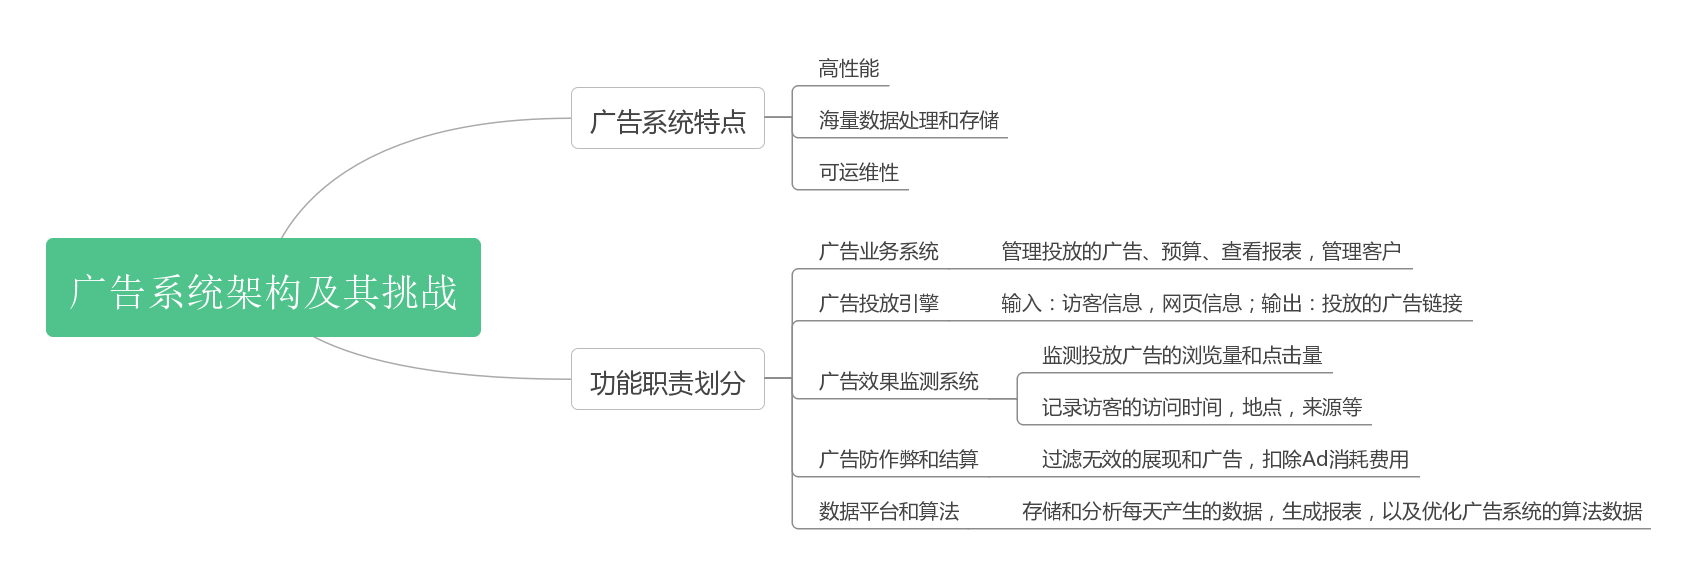 广告系统架构及其挑战
广告系统特点
高性能
海量数据处理和存储
可运维性
功能职责划分
广告业务系统
管理投放的广告、预算、查看报表，管理客户
广告投放引擎
输入：访客信息，网页信息；输出：投放的广告链接
广告效果监测系统
监测投放广告的浏览量和点击量
记录访客的访问时间，地点，来源等
广告防作弊和结算
过滤无效的展现和广告，扣除Ad消耗费用
数据平台和算法
存储和分析每天产生的数据，生成报表，以及优化广告系统的算法数据